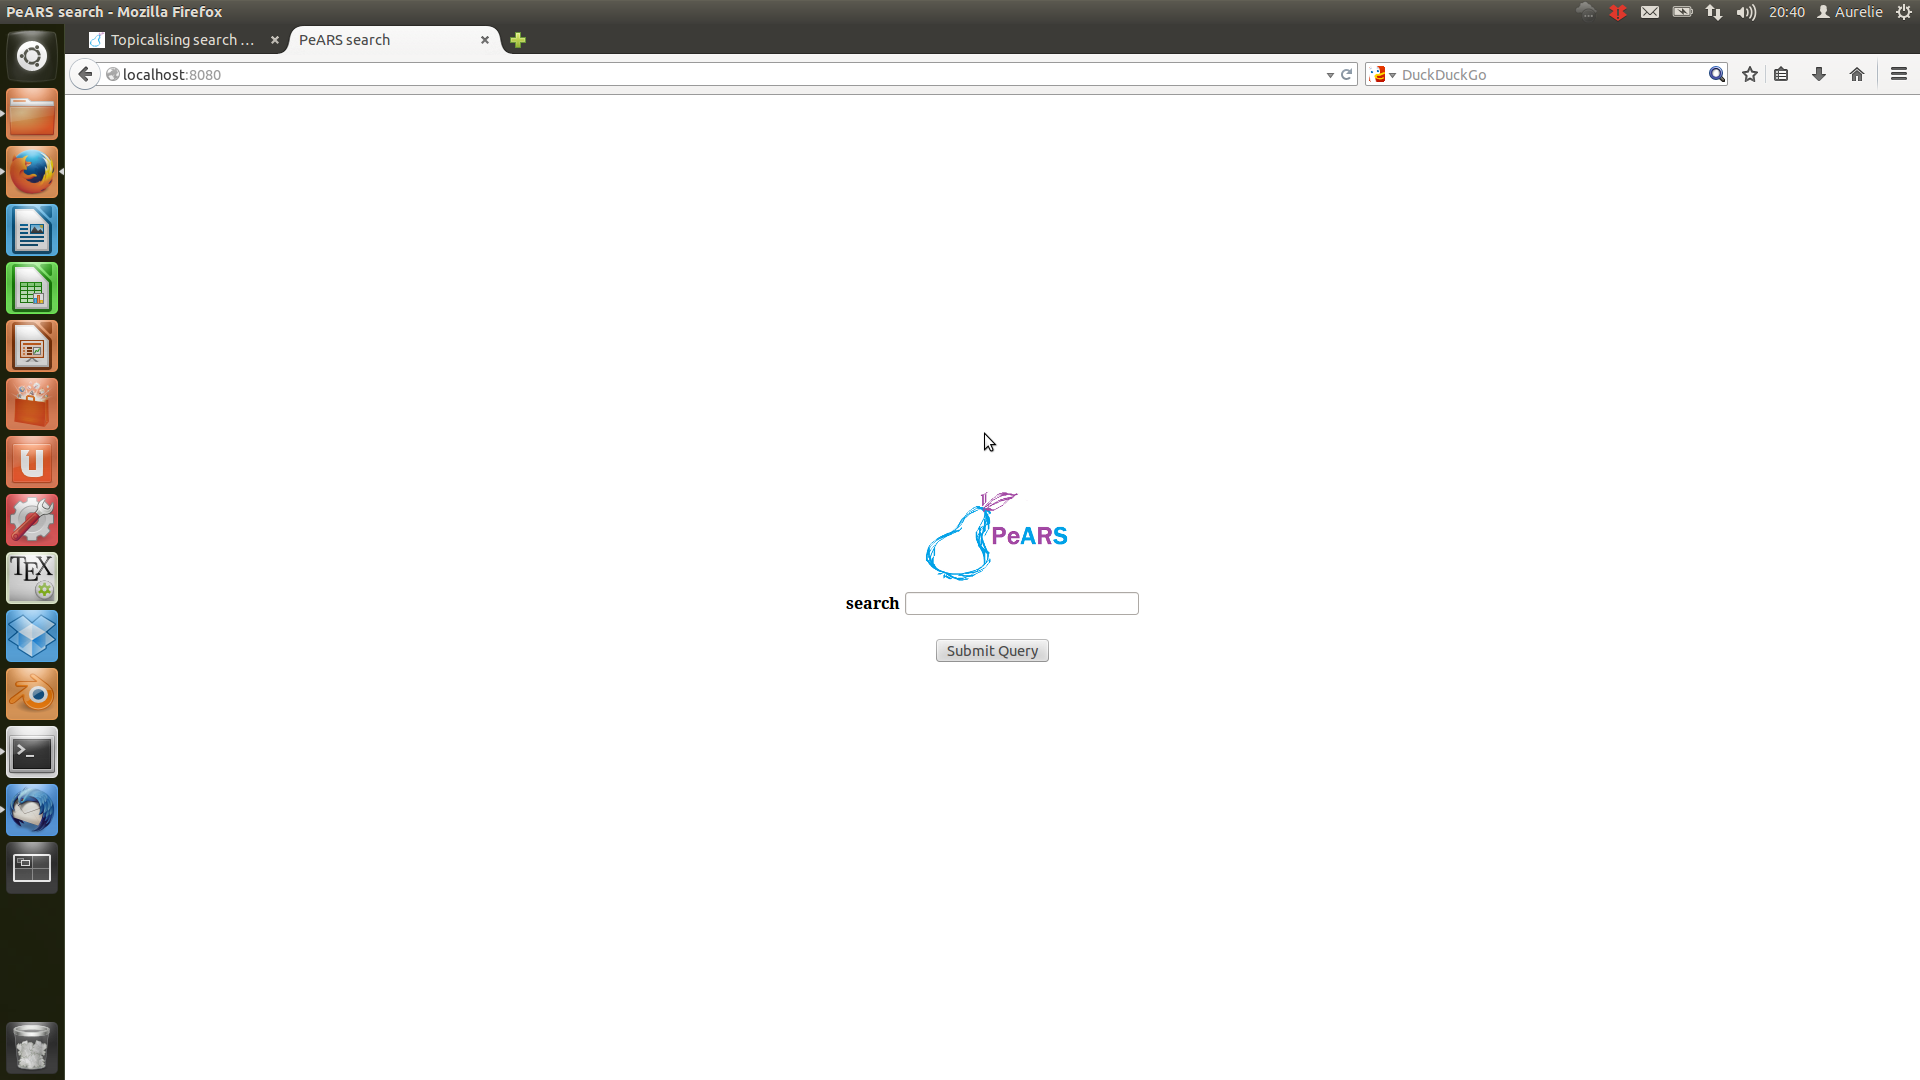 PeARS search - Mozilla Firefox
20:40 Aurelie
Topicalising search ...
PeARS search
localhost:8080
DuckDuckGo
U
TEX
>_
PeARS
search
Submit Query